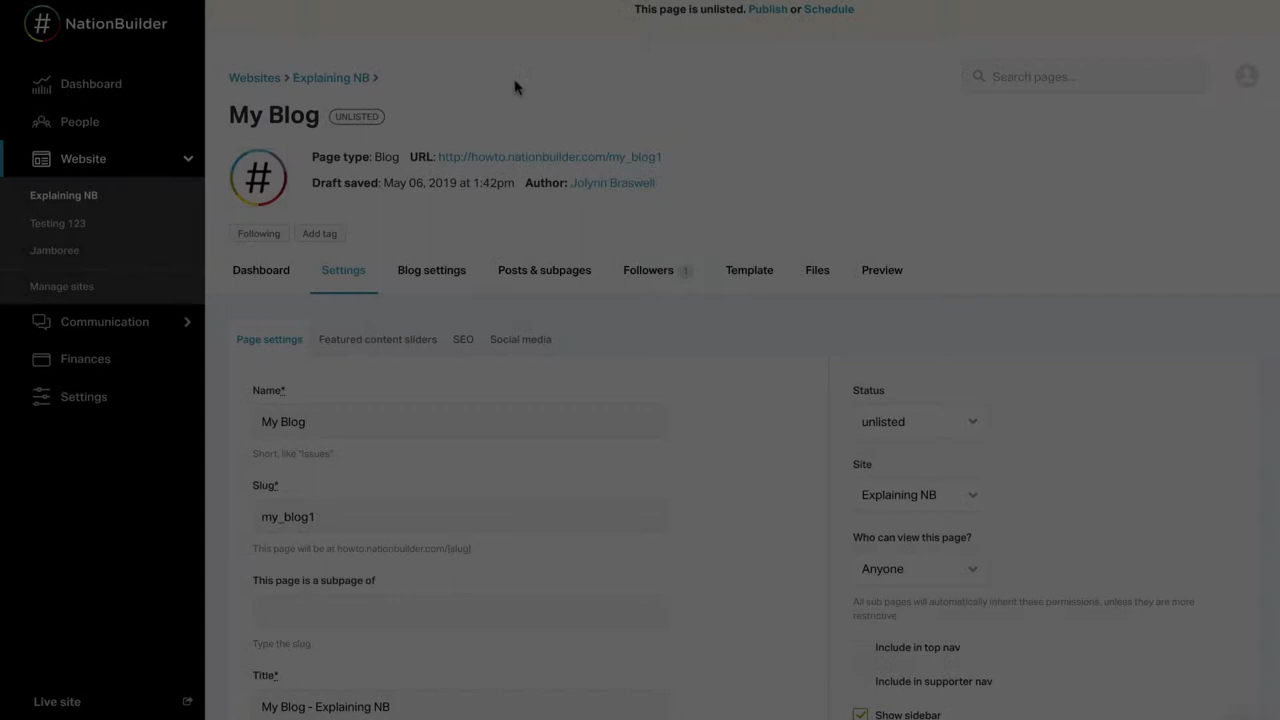 NationBuilder
This page is unlisted. Publish or Schedule
Dashboard
People
Website
Explaining NB
Testing 123
Jamboree
Manage sites
Communication
Finances
Settings
Live site
Websites > Explaining NB >
Search pages...
My Blog UNLISTED
#
Page type: Blog URL: http://howto.nationbuilder.com/my_blog1
Draft saved: May 06, 2019 at 1:42pm Author: Jolynn Braswell
Following Add tag
Dashboard Settings Blog settings Posts & subpages Followers 1 Template Files Preview
Page settings Featured content sliders SEO Social media
Name*
My Blog
Short, like "Issues"
Slug*
my_blog1
This page will be at howto.nationbuilder.com/[slug]
This page is a subpage of
Type the slug
Title*
My Blog - Explaining NB
Status
unlisted
Site
Explaining NB
Who can view this page?
Anyone
All sub pages will automatically inherit these permissions, unless they are more
restrictive
Include in top nav
Include in supporter nav
Show sidebar